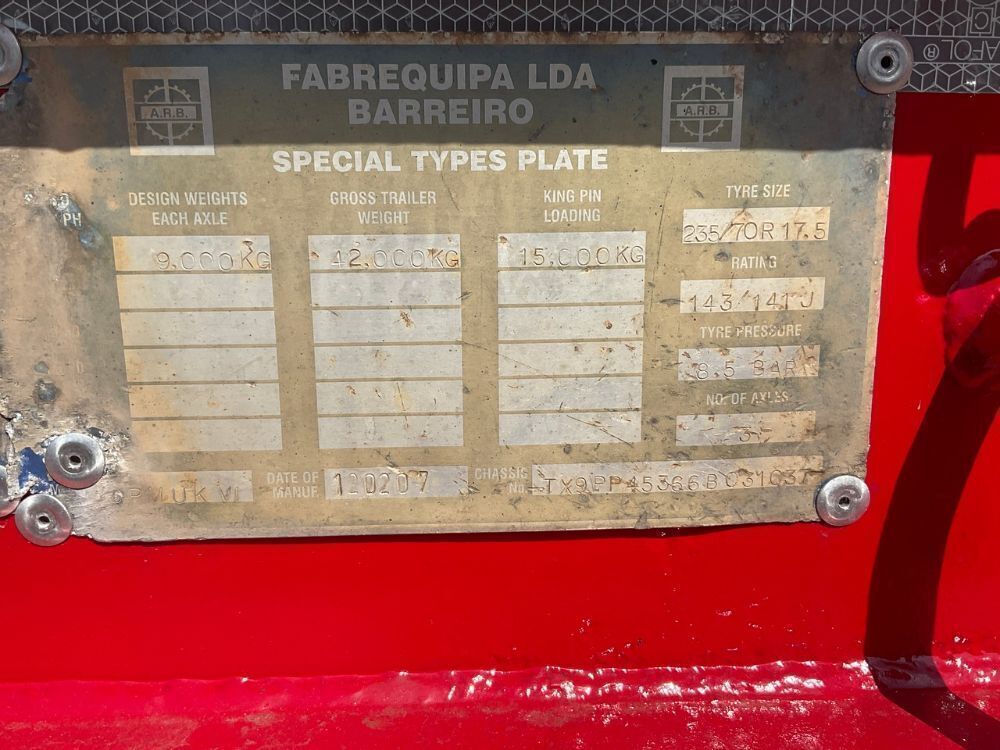 AFOL®
FABREQUIPA LDA
BARREIRO
A.R.B.
A.R.B.
SPECIAL TYPES PLATE
DESIGN WEIGHTS
EACH AXLE
GROSS TRAILER
WEIGHT
KING PIN
LOADING
TYRE SIZE
PH
9,000KG
42,000KG
15,000KG
235/70R17.5
RATING
143/141J
TYRE PRESSURE
8.5 BAR
NO. OF AXLES
3
DATE OF
MANUF.
120207
CHASSIS
No.